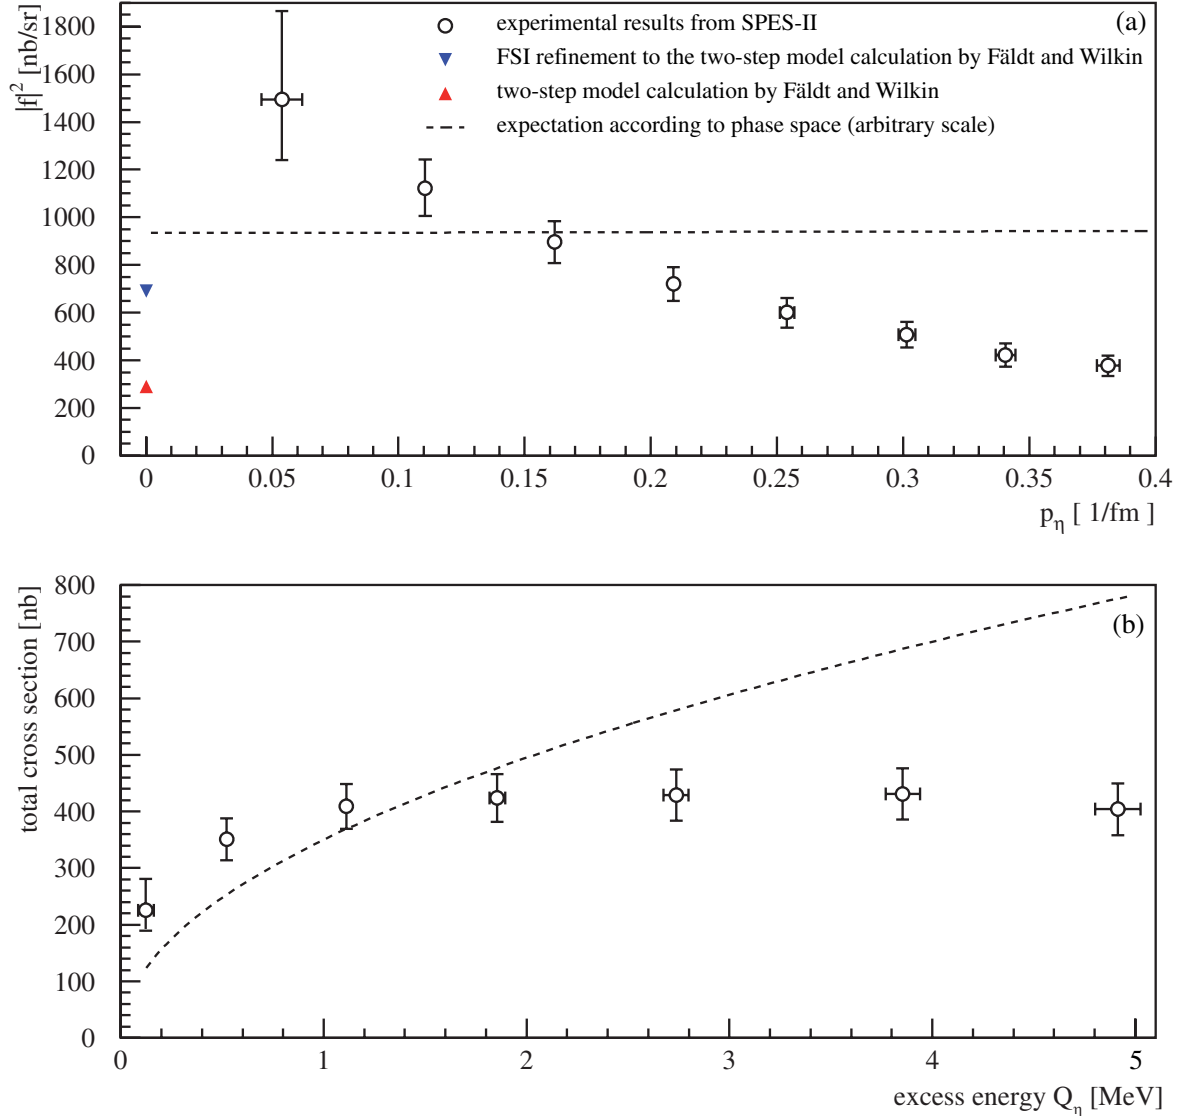 (a)
|f|² [nb/sr]
1800
1600
1400
1200
1000
800
600
400
200
0
experimental results from SPES-II
FSI refinement to the two-step model calculation by Fäldt and Wilkin
two-step model calculation by Fäldt and Wilkin
expectation according to phase space (arbitrary scale)
0 0.05 0.1 0.15 0.2 0.25 0.3 0.35 0.4
pη [ 1/fm ]
(b)
total cross section [nb]
800
700
600
500
400
300
200
100
0
0 1 2 3 4 5
excess energy Qη [MeV]